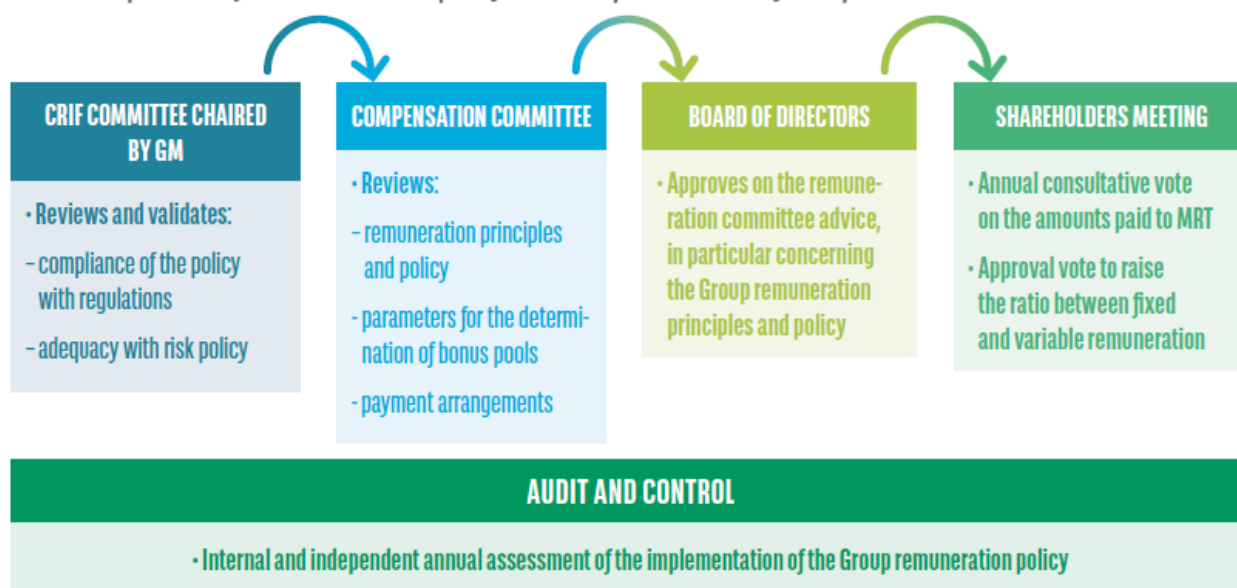 CRIF COMMITTEE CHAIRED
BY GM
• Reviews and validates:
– compliance of the policy
with regulations
– adequacy with risk policy
COMPENSATION COMMITTEE
• Reviews:
– remuneration principles
and policy
- parameters for the determi-
nation of bonus pools
- payment arrangements
BOARD OF DIRECTORS
• Approves on the remune-
ration committee advice,
in particular concerning
the Group remuneration
principles and policy
SHAREHOLDERS MEETING
• Annual consultative vote
on the amounts paid to MRT
• Approval vote to raise
the ratio between fixed
and variable remuneration
AUDIT AND CONTROL
• Internal and independent annual assessment of the implementation of the Group remuneration policy